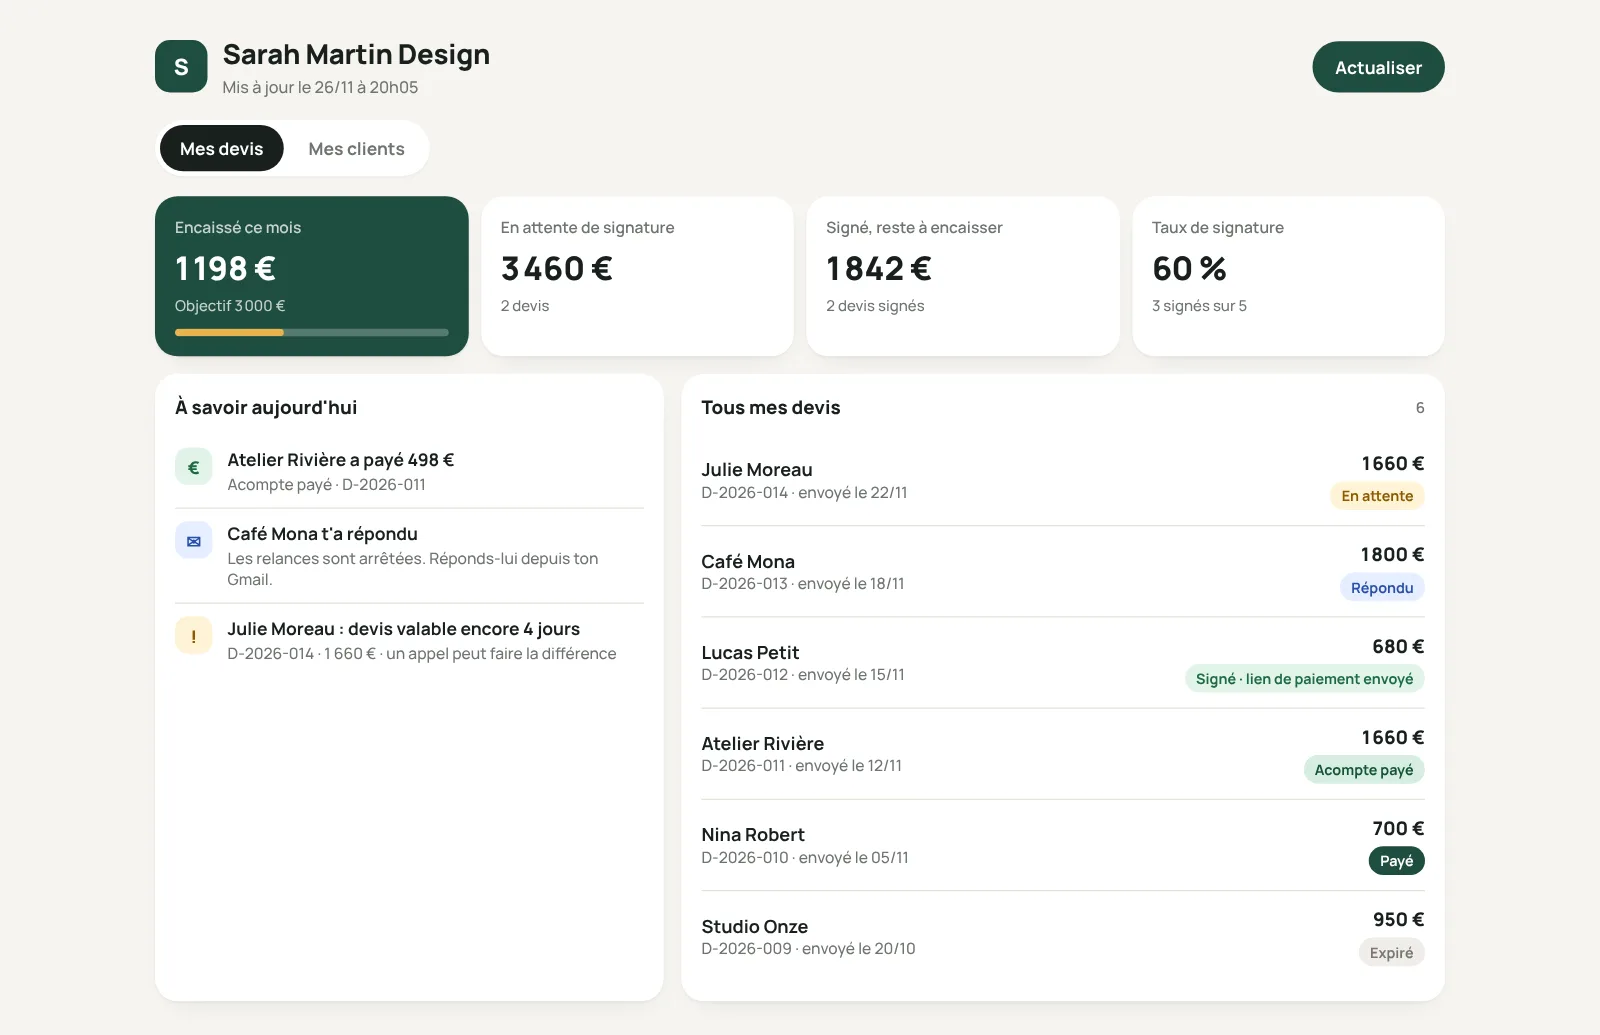 S
Sarah Martin Design
Mis à jour le 26/11 à 20h05
Actualiser
Mes devis
Mes clients
Encaissé ce mois
1 198 €
Objectif 3 000 €
En attente de signature
3 460 €
2 devis
Signé, reste à encaisser
1 842 €
2 devis signés
Taux de signature
60 %
3 signés sur 5
À savoir aujourd'hui
€
Atelier Rivière a payé 498 €
Acompte payé · D-2026-011
✉
Café Mona t'a répondu
Les relances sont arrêtées. Réponds-lui depuis ton
Gmail.
!
Julie Moreau : devis valable encore 4 jours
D-2026-014 · 1 660 € · un appel peut faire la différence
Tous mes devis
6
Julie Moreau
D-2026-014 · envoyé le 22/11
1 660 €
En attente
Café Mona
D-2026-013 · envoyé le 18/11
1 800 €
Répondu
Lucas Petit
D-2026-012 · envoyé le 15/11
680 €
Signé · lien de paiement envoyé
Atelier Rivière
D-2026-011 · envoyé le 12/11
1 660 €
Acompte payé
Nina Robert
D-2026-010 · envoyé le 05/11
700 €
Payé
Studio Onze
D-2026-009 · envoyé le 20/10
950 €
Expiré